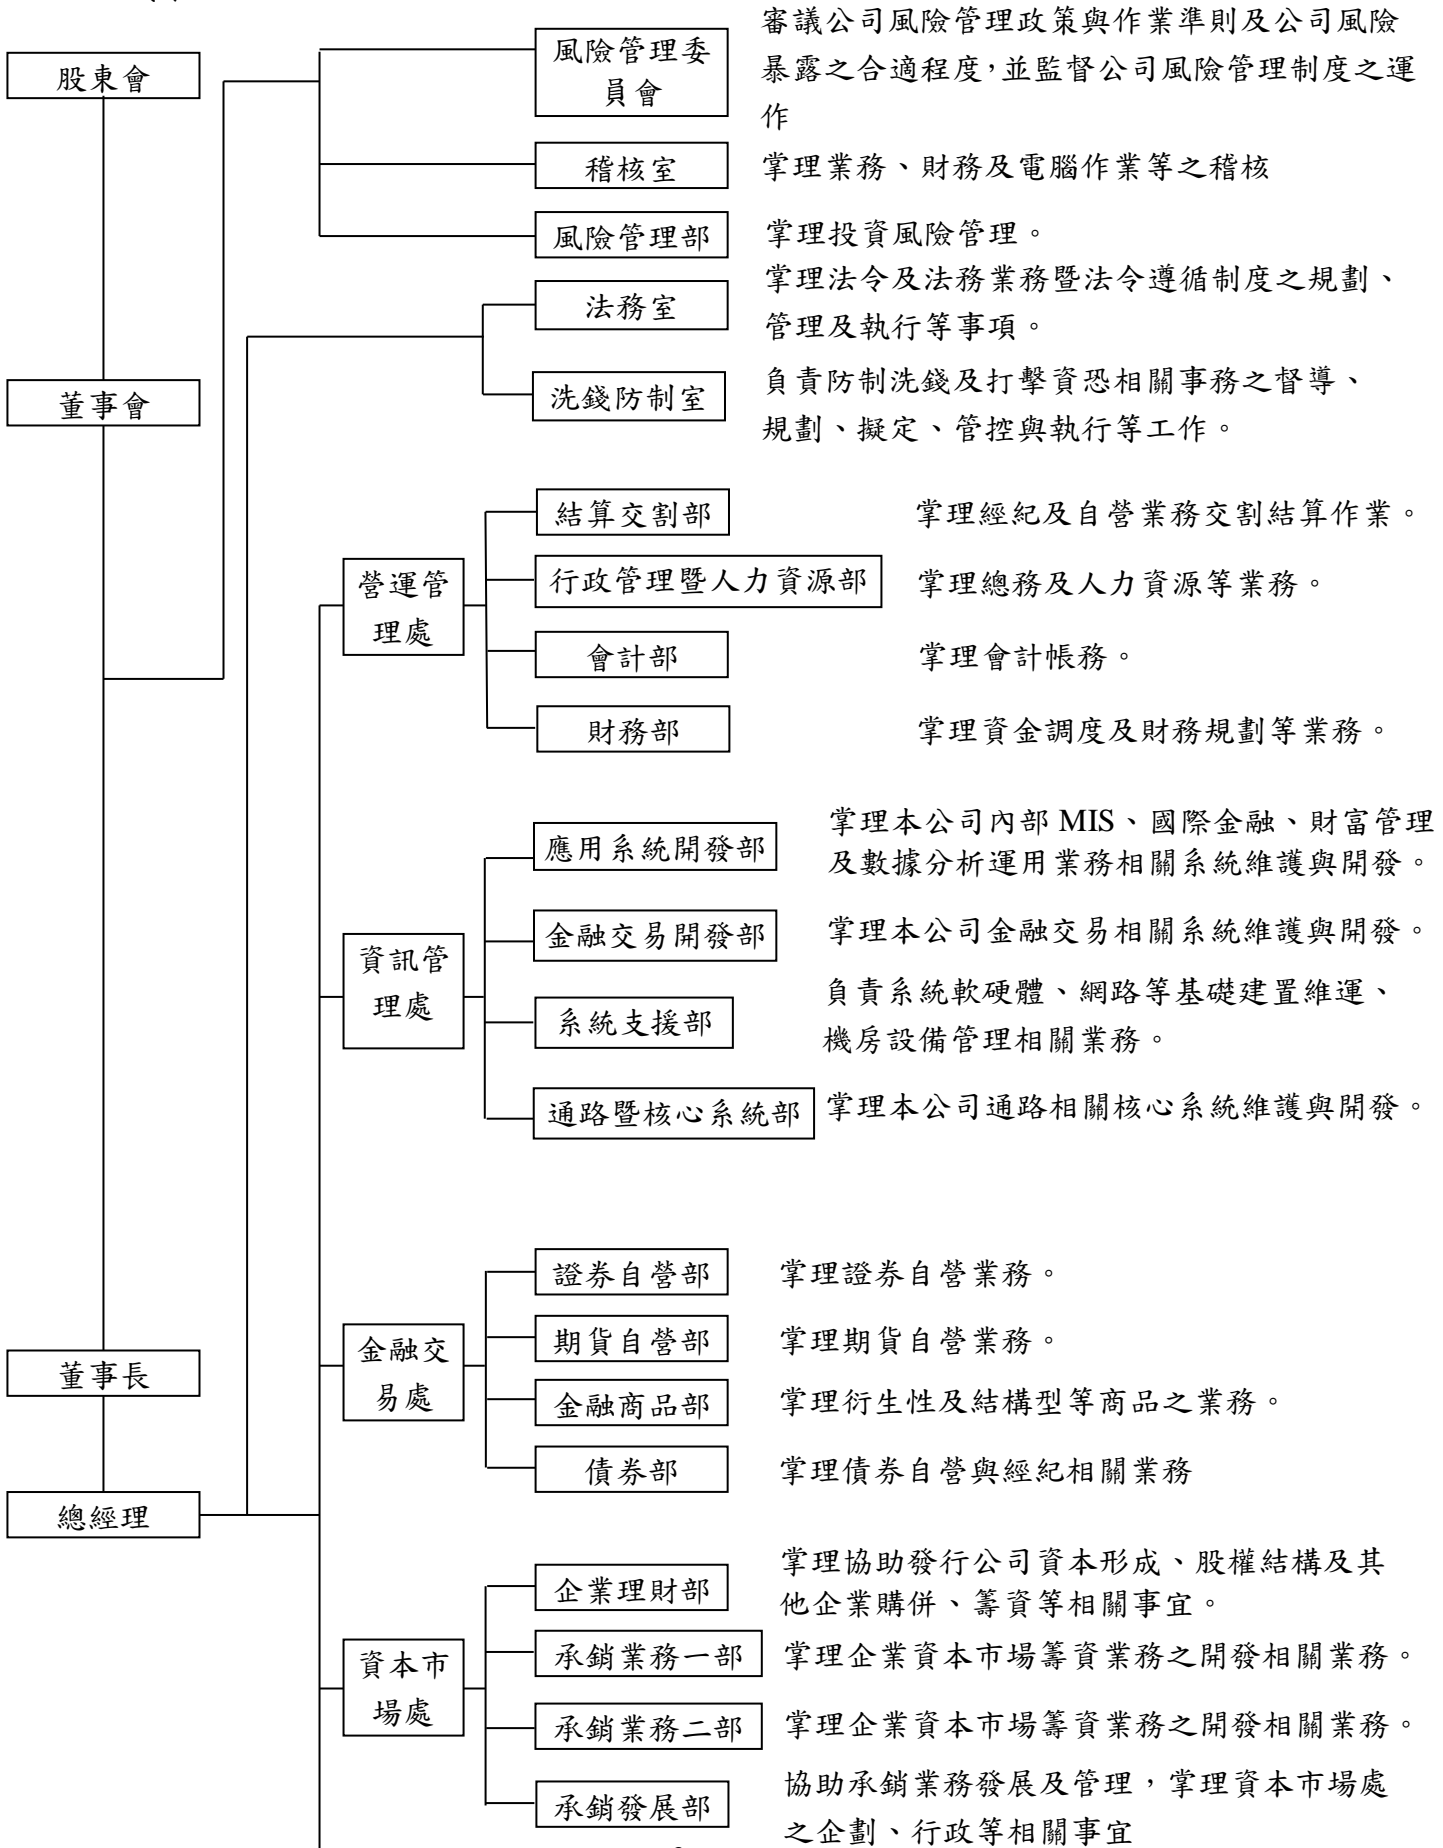 股東會
董事會
董事長
總經理
風險管理委
員會
審議公司風險管理政策與作業準則及公司風險
暴露之合適程度，並監督公司風險管理制度之運
作
稽核室
掌理業務、財務及電腦作業等之稽核
風險管理部
掌理投資風險管理。
法務室
掌理法令及法務業務暨法令遵循制度之規劃、
管理及執行等事項。
洗錢防制室
負責防制洗錢及打擊資恐相關事務之督導、
規劃、擬定、管控與執行等工作。
營運管
理處
結算交割部
掌理經紀及自營業務交割結算作業。
行政管理暨人力資源部
掌理總務及人力資源等業務。
會計部
掌理會計帳務。
財務部
掌理資金調度及財務規劃等業務。
資訊管
理處
應用系統開發部
掌理本公司內部 MIS、國際金融、財富管理
及數據分析運用業務相關系統維護與開發。
金融交易開發部
掌理本公司金融交易相關系統維護與開發。
系統支援部
負責系統軟硬體、網路等基礎建置維運、
機房設備管理相關業務。
通路暨核心系統部
掌理本公司通路相關核心系統維護與開發。
金融交
易處
證券自營部
掌理證券自營業務。
期貨自營部
掌理期貨自營業務。
金融商品部
掌理衍生性及結構型等商品之業務。
債券部
掌理債券自營與經紀相關業務
資本市
場處
企業理財部
掌理協助發行公司資本形成、股權結構及其
他企業購併、籌資等相關事宜。
承銷業務一部
掌理企業資本市場籌資業務之開發相關業務。
承銷業務二部
掌理企業資本市場籌資業務之開發相關業務。
承銷發展部
協助承銷業務發展及管理，掌理資本市場處
之企劃、行政等相關事宜